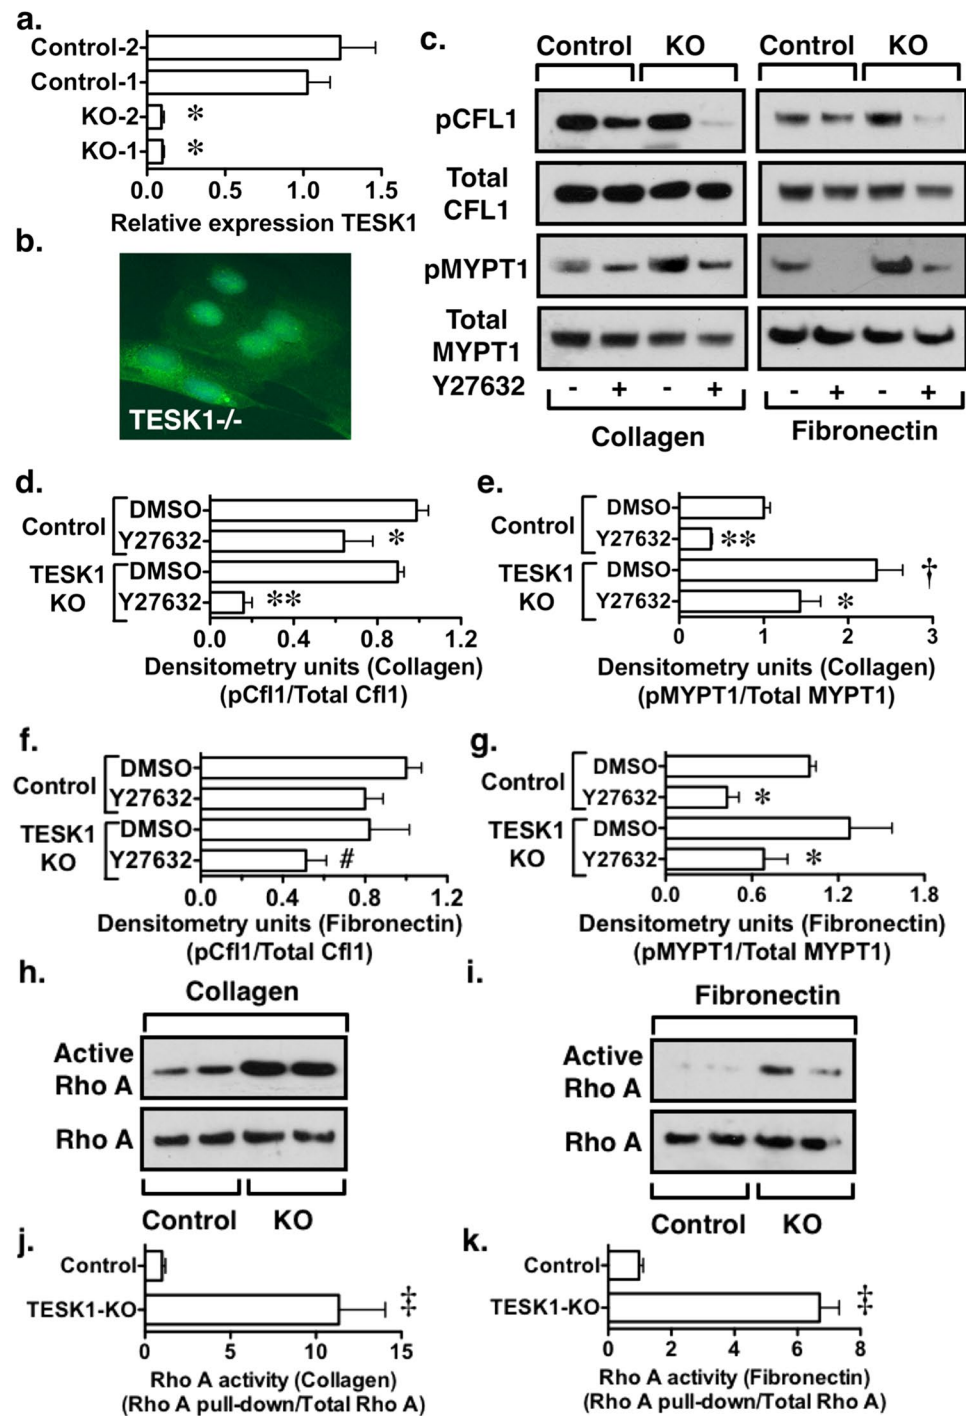 a.
Control-2
Control-1
KO-2 *
KO-1 *
0.0 0.5 1.0 1.5
Relative expression TESK1
b.
TESK1-/-
c.
Control KO Control KO
pCFL1
Total
CFL1
pMYPT1
Total
MYPT1
Y27632 - + - + - + - +
Collagen Fibronectin
d.
Control DMSO
Y27632 *
TESK1 DMSO
KO Y27632 **
0.0 0.4 0.8 1.2
Densitometry units (Collagen)
(pCfl1/Total Cfl1)
e.
Control DMSO
Y27632 **
TESK1 DMSO †
KO Y27632 *
0 1 2 3
Densitometry units (Collagen)
(pMYPT1/Total MYPT1)
f.
Control DMSO
Y27632
TESK1 DMSO
KO Y27632 #
0.0 0.4 0.8 1.2
Densitometry units (Fibronectin)
(pCfl1/Total Cfl1)
g.
Control DMSO
Y27632 *
TESK1 DMSO
KO Y27632 *
0.0 0.6 1.2 1.8
Densitometry units (Fibronectin)
(pMYPT1/Total MYPT1)
h.
Collagen
Active
Rho A
Rho A
Control KO
i.
Fibronectin
Active
Rho A
Rho A
Control KO
j.
Control
TESK1-KO ‡
0 5 10 15
Rho A activity (Collagen)
(Rho A pull-down/Total Rho A)
k.
Control
TESK1-KO ‡
0 2 4 6 8
Rho A activity (Fibronectin)
(Rho A pull-down/Total Rho A)